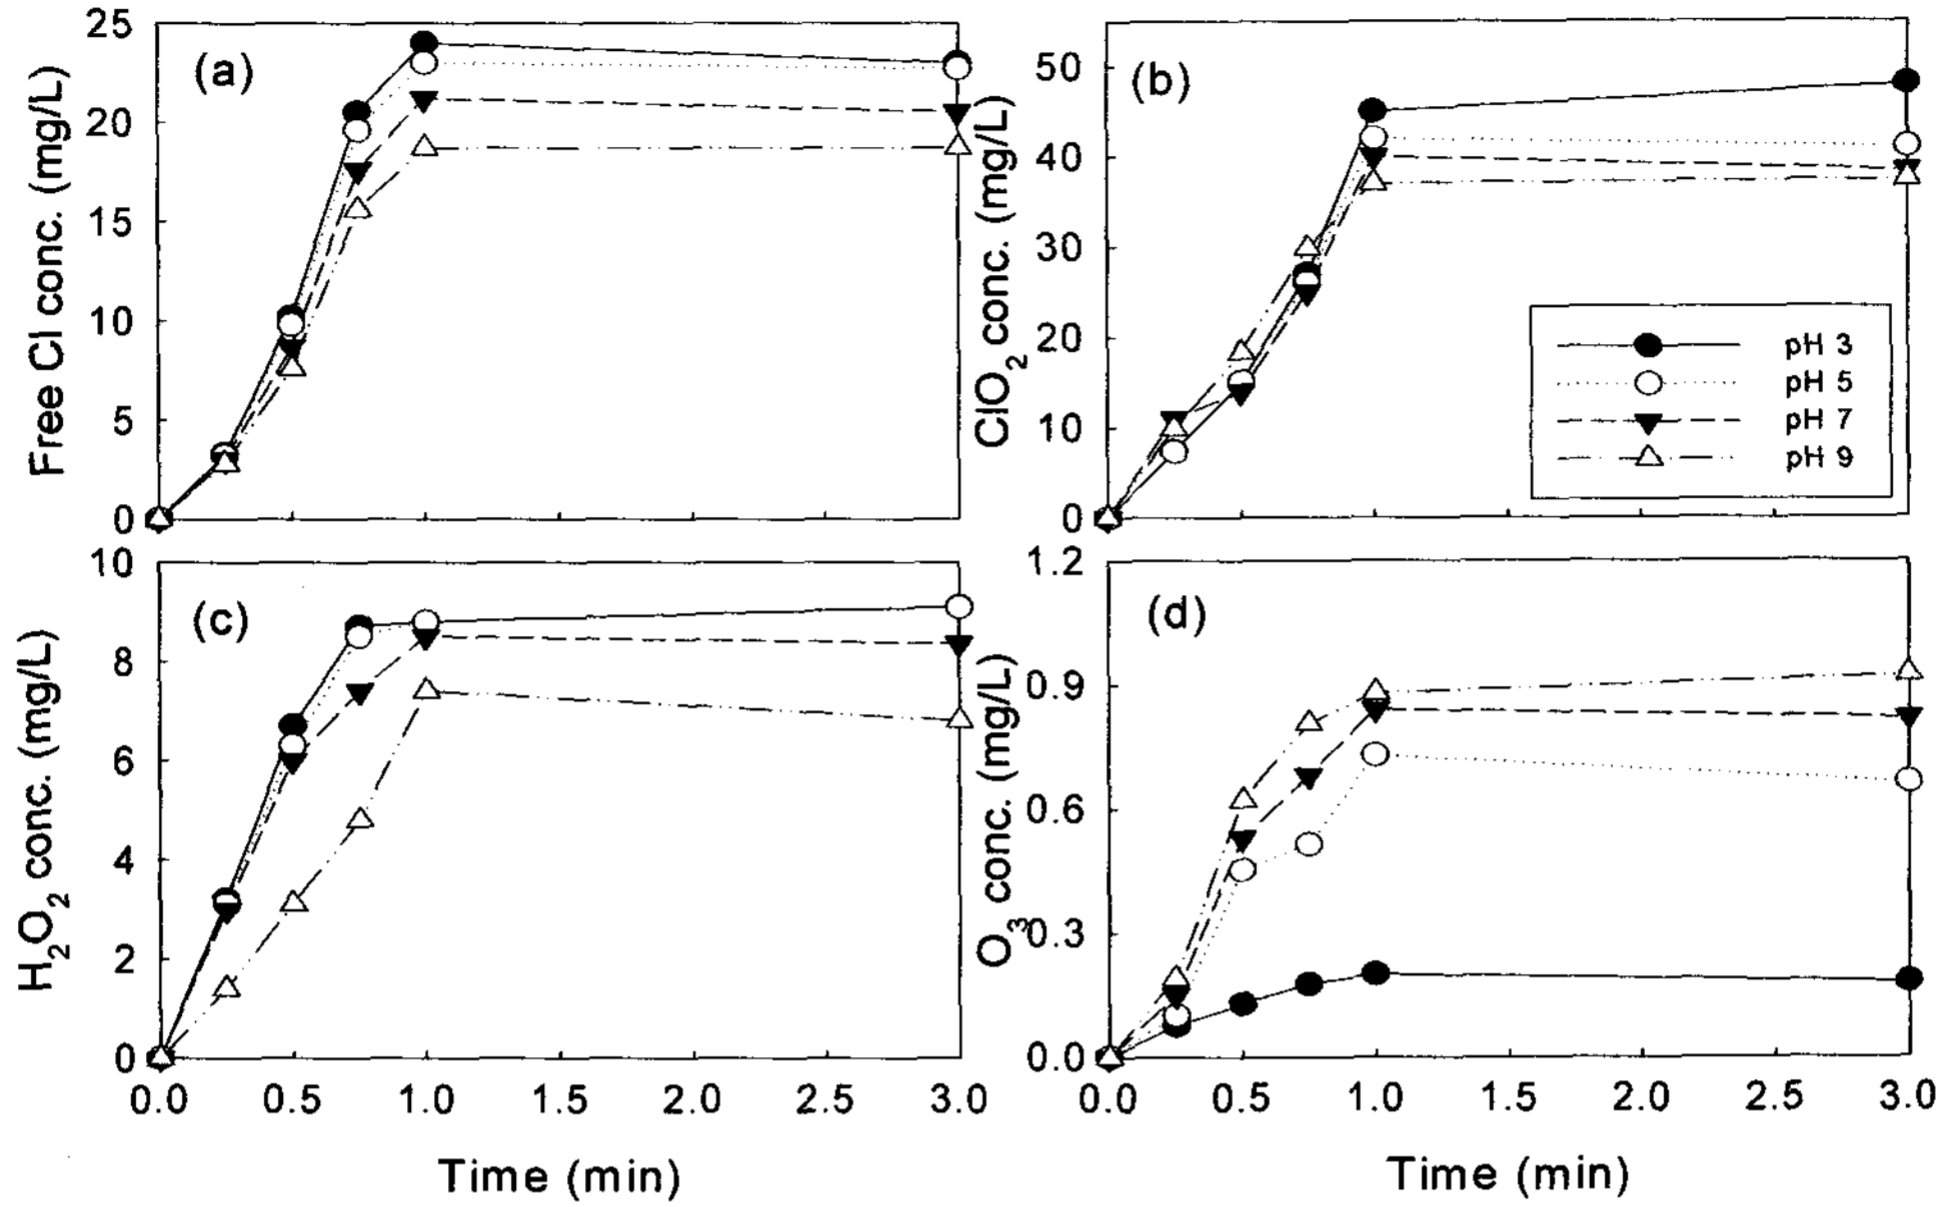 (a)
Free Cl conc. (mg/L)
25
20
15
10
5
0
(b)
ClO2 conc. (mg/L)
50
40
30
20
10
0
pH 3
pH 5
pH 7
pH 9
(c)
H2O2 conc. (mg/L)
10
8
6
4
2
0
0.0 0.5 1.0 1.5 2.0 2.5 3.0
Time (min)
(d)
O3 conc. (mg/L)
1.2
0.9
0.6
0.3
0.0
0.0 0.5 1.0 1.5 2.0 2.5 3.0
Time (min)